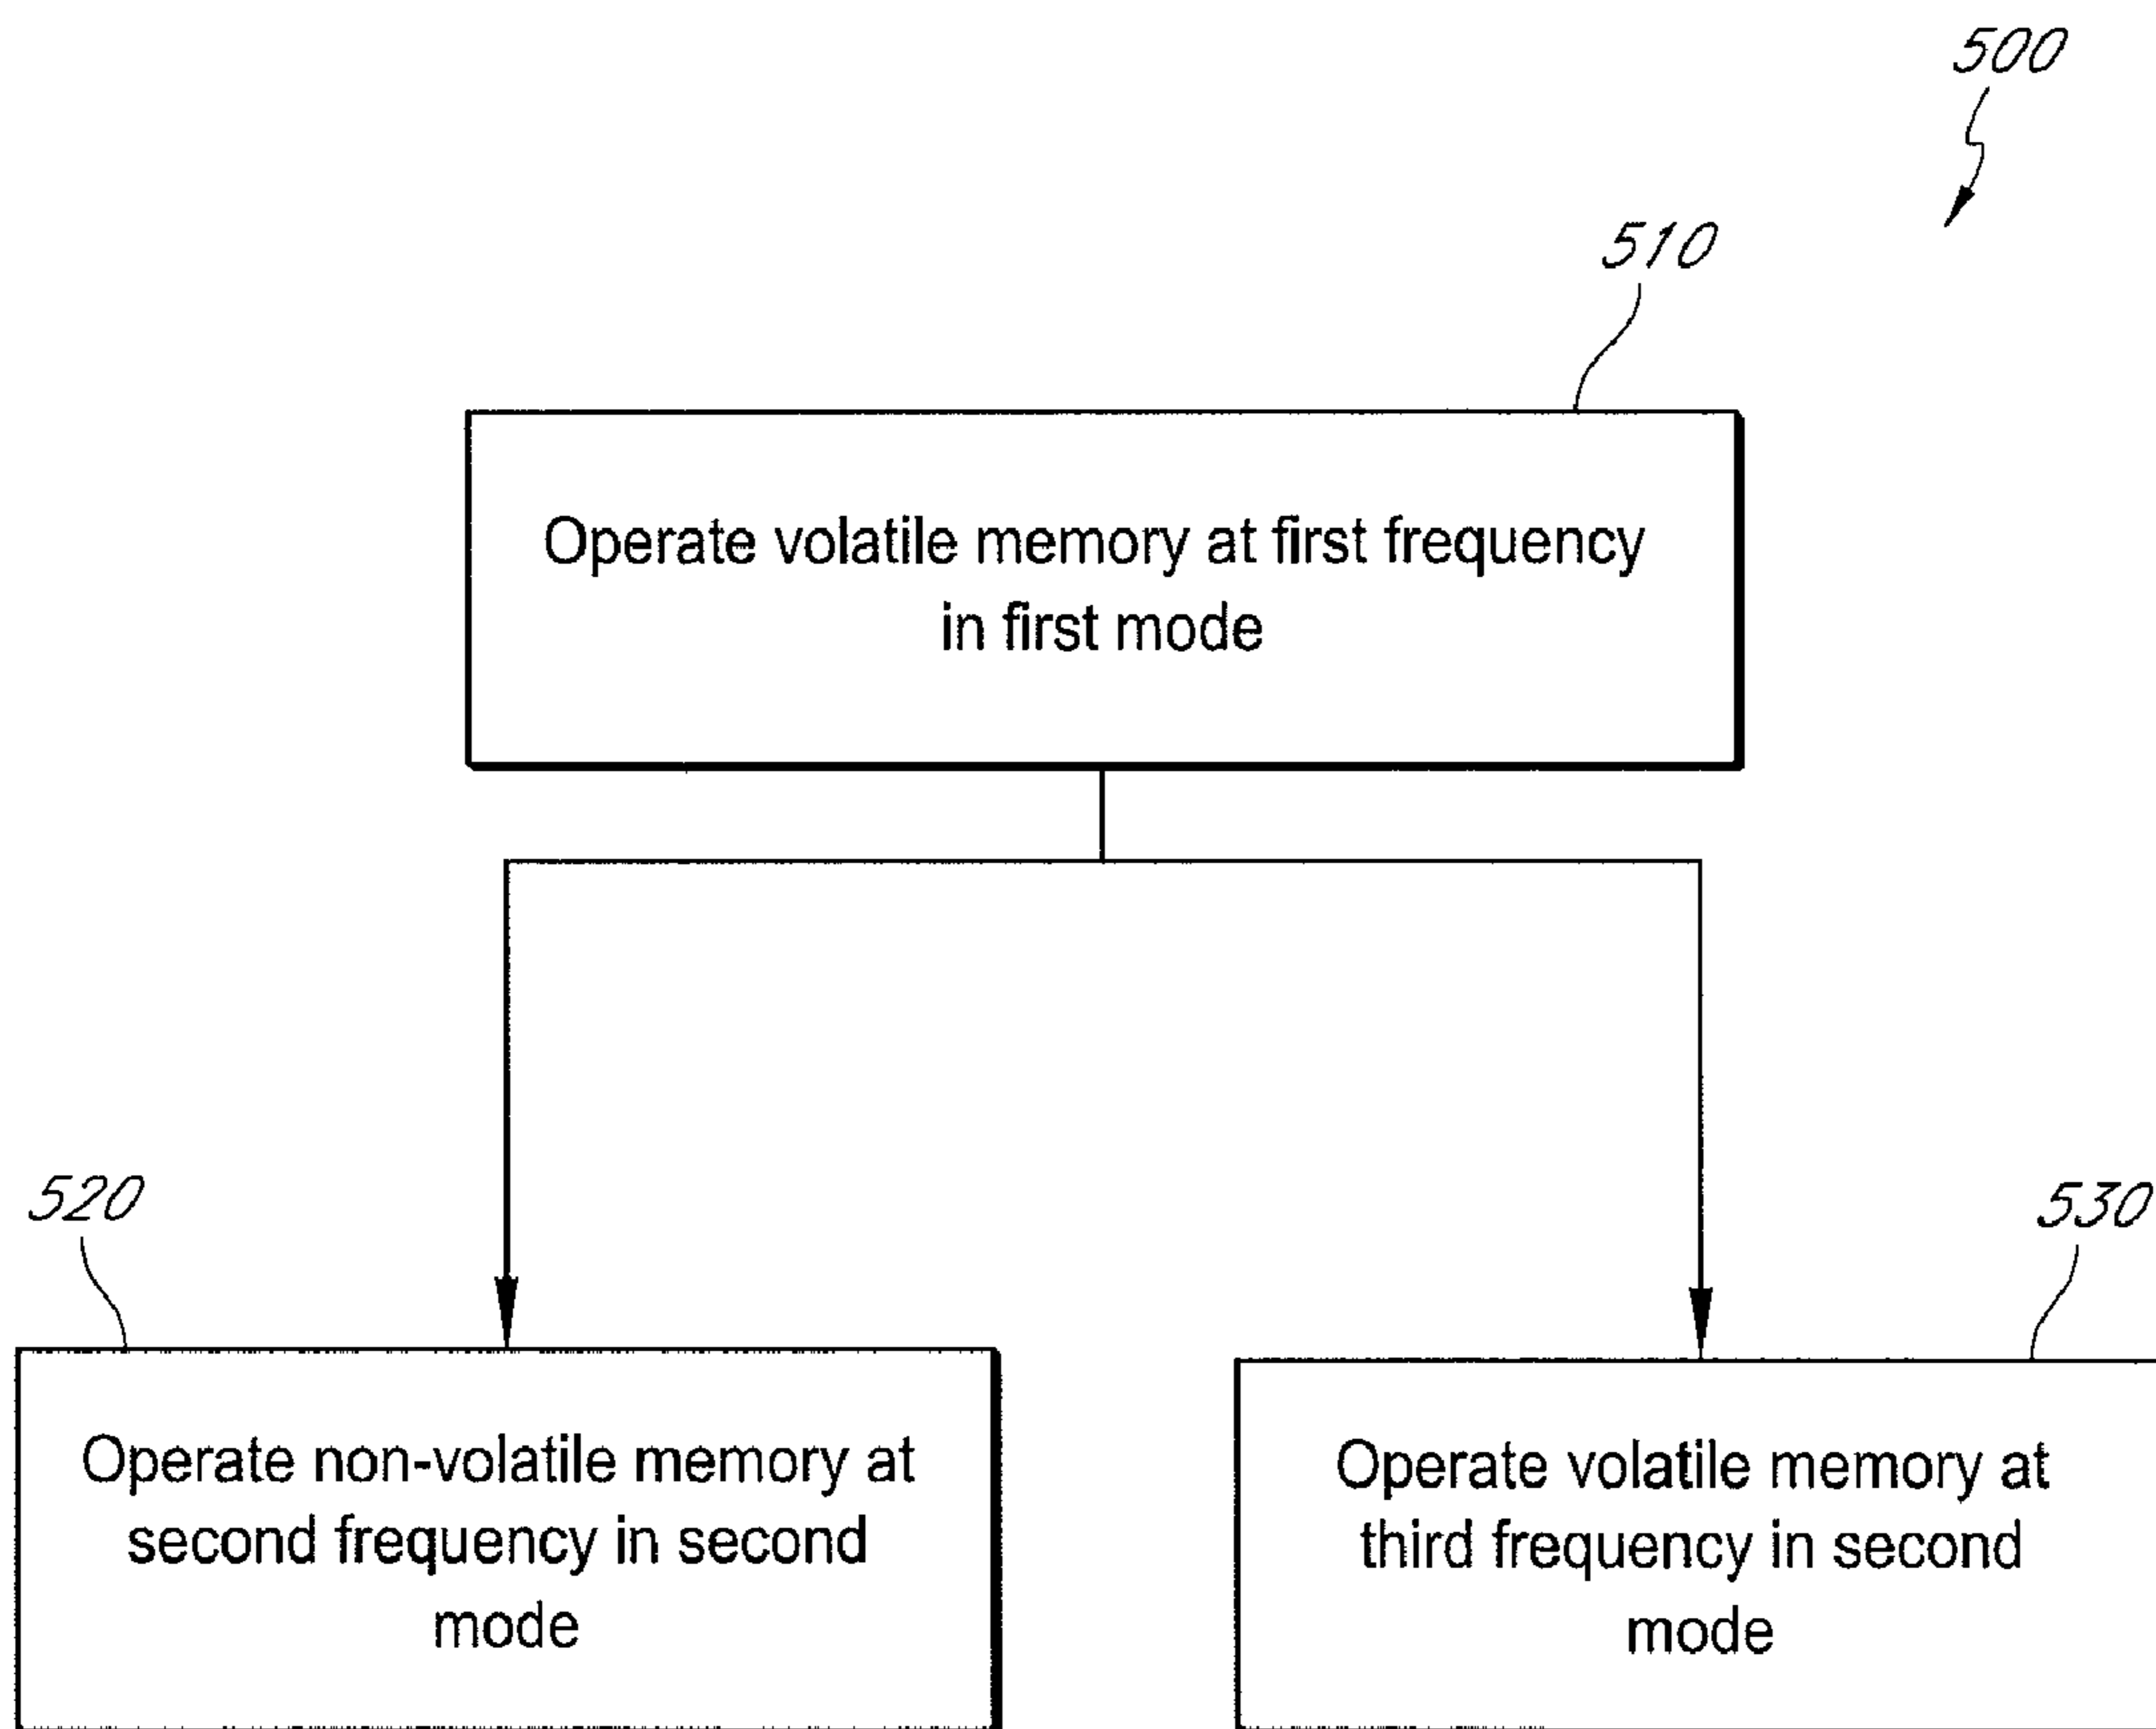 500
510
Operate volatile memory at first frequency
in first mode
520
530
Operate non-volatile memory at
second frequency in second
mode
Operate volatile memory at
third frequency in second
mode